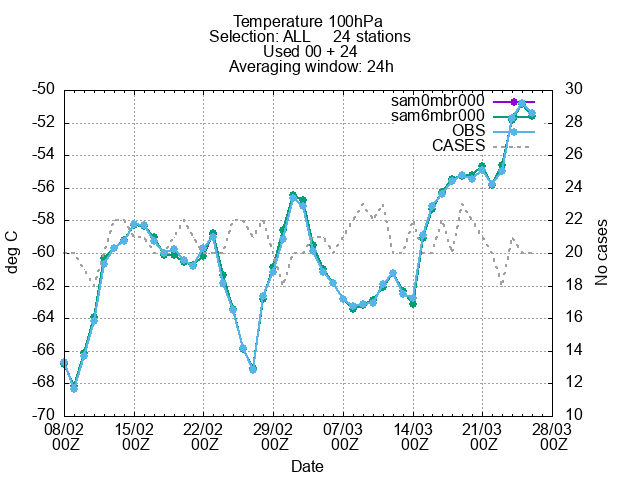 Temperature 100hPa
Selection: ALL 24 stations
Used 00 + 24
Averaging window: 24h
sam0mbr000
sam6mbr000
OBS
CASES
deg C
-50
-52
-54
-56
-58
-60
-62
-64
-66
-68
-70
30
28
26
24
22
20
18
16
14
12
10
No cases
08/02 15/02 22/02 29/02 07/03 14/03 21/03 28/03
00Z 00Z 00Z 00Z 00Z 00Z 00Z 00Z
Date